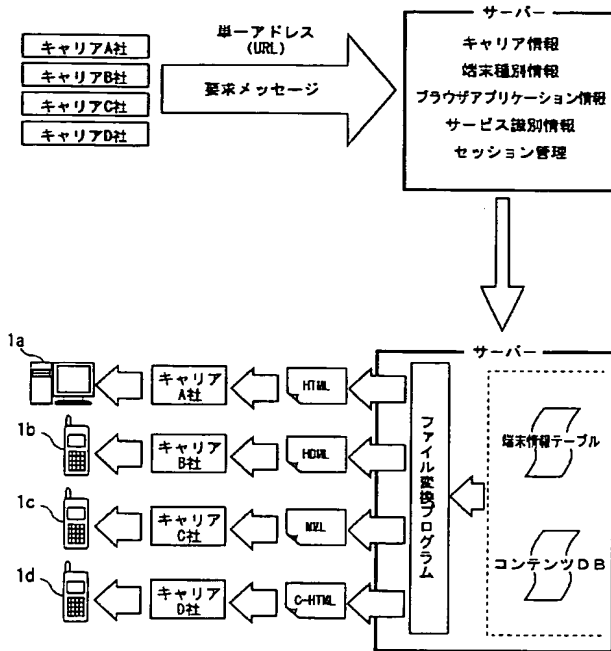 キャリアA社
キャリアB社
キャリアC社
キャリアD社
単一アドレス
(URL)
要求メッセージ
サーバー
キャリア情報
端末種別情報
ブラウザアプリケーション情報
サービス識別情報
セッション管理
サーバー
1a
キャリア
A社
HTML
1b
キャリア
B社
HDML
1c
キャリア
C社
MML
1d
キャリア
D社
C-HTML
ファイル変換プログラム
端末情報テーブル
コンテンツDB